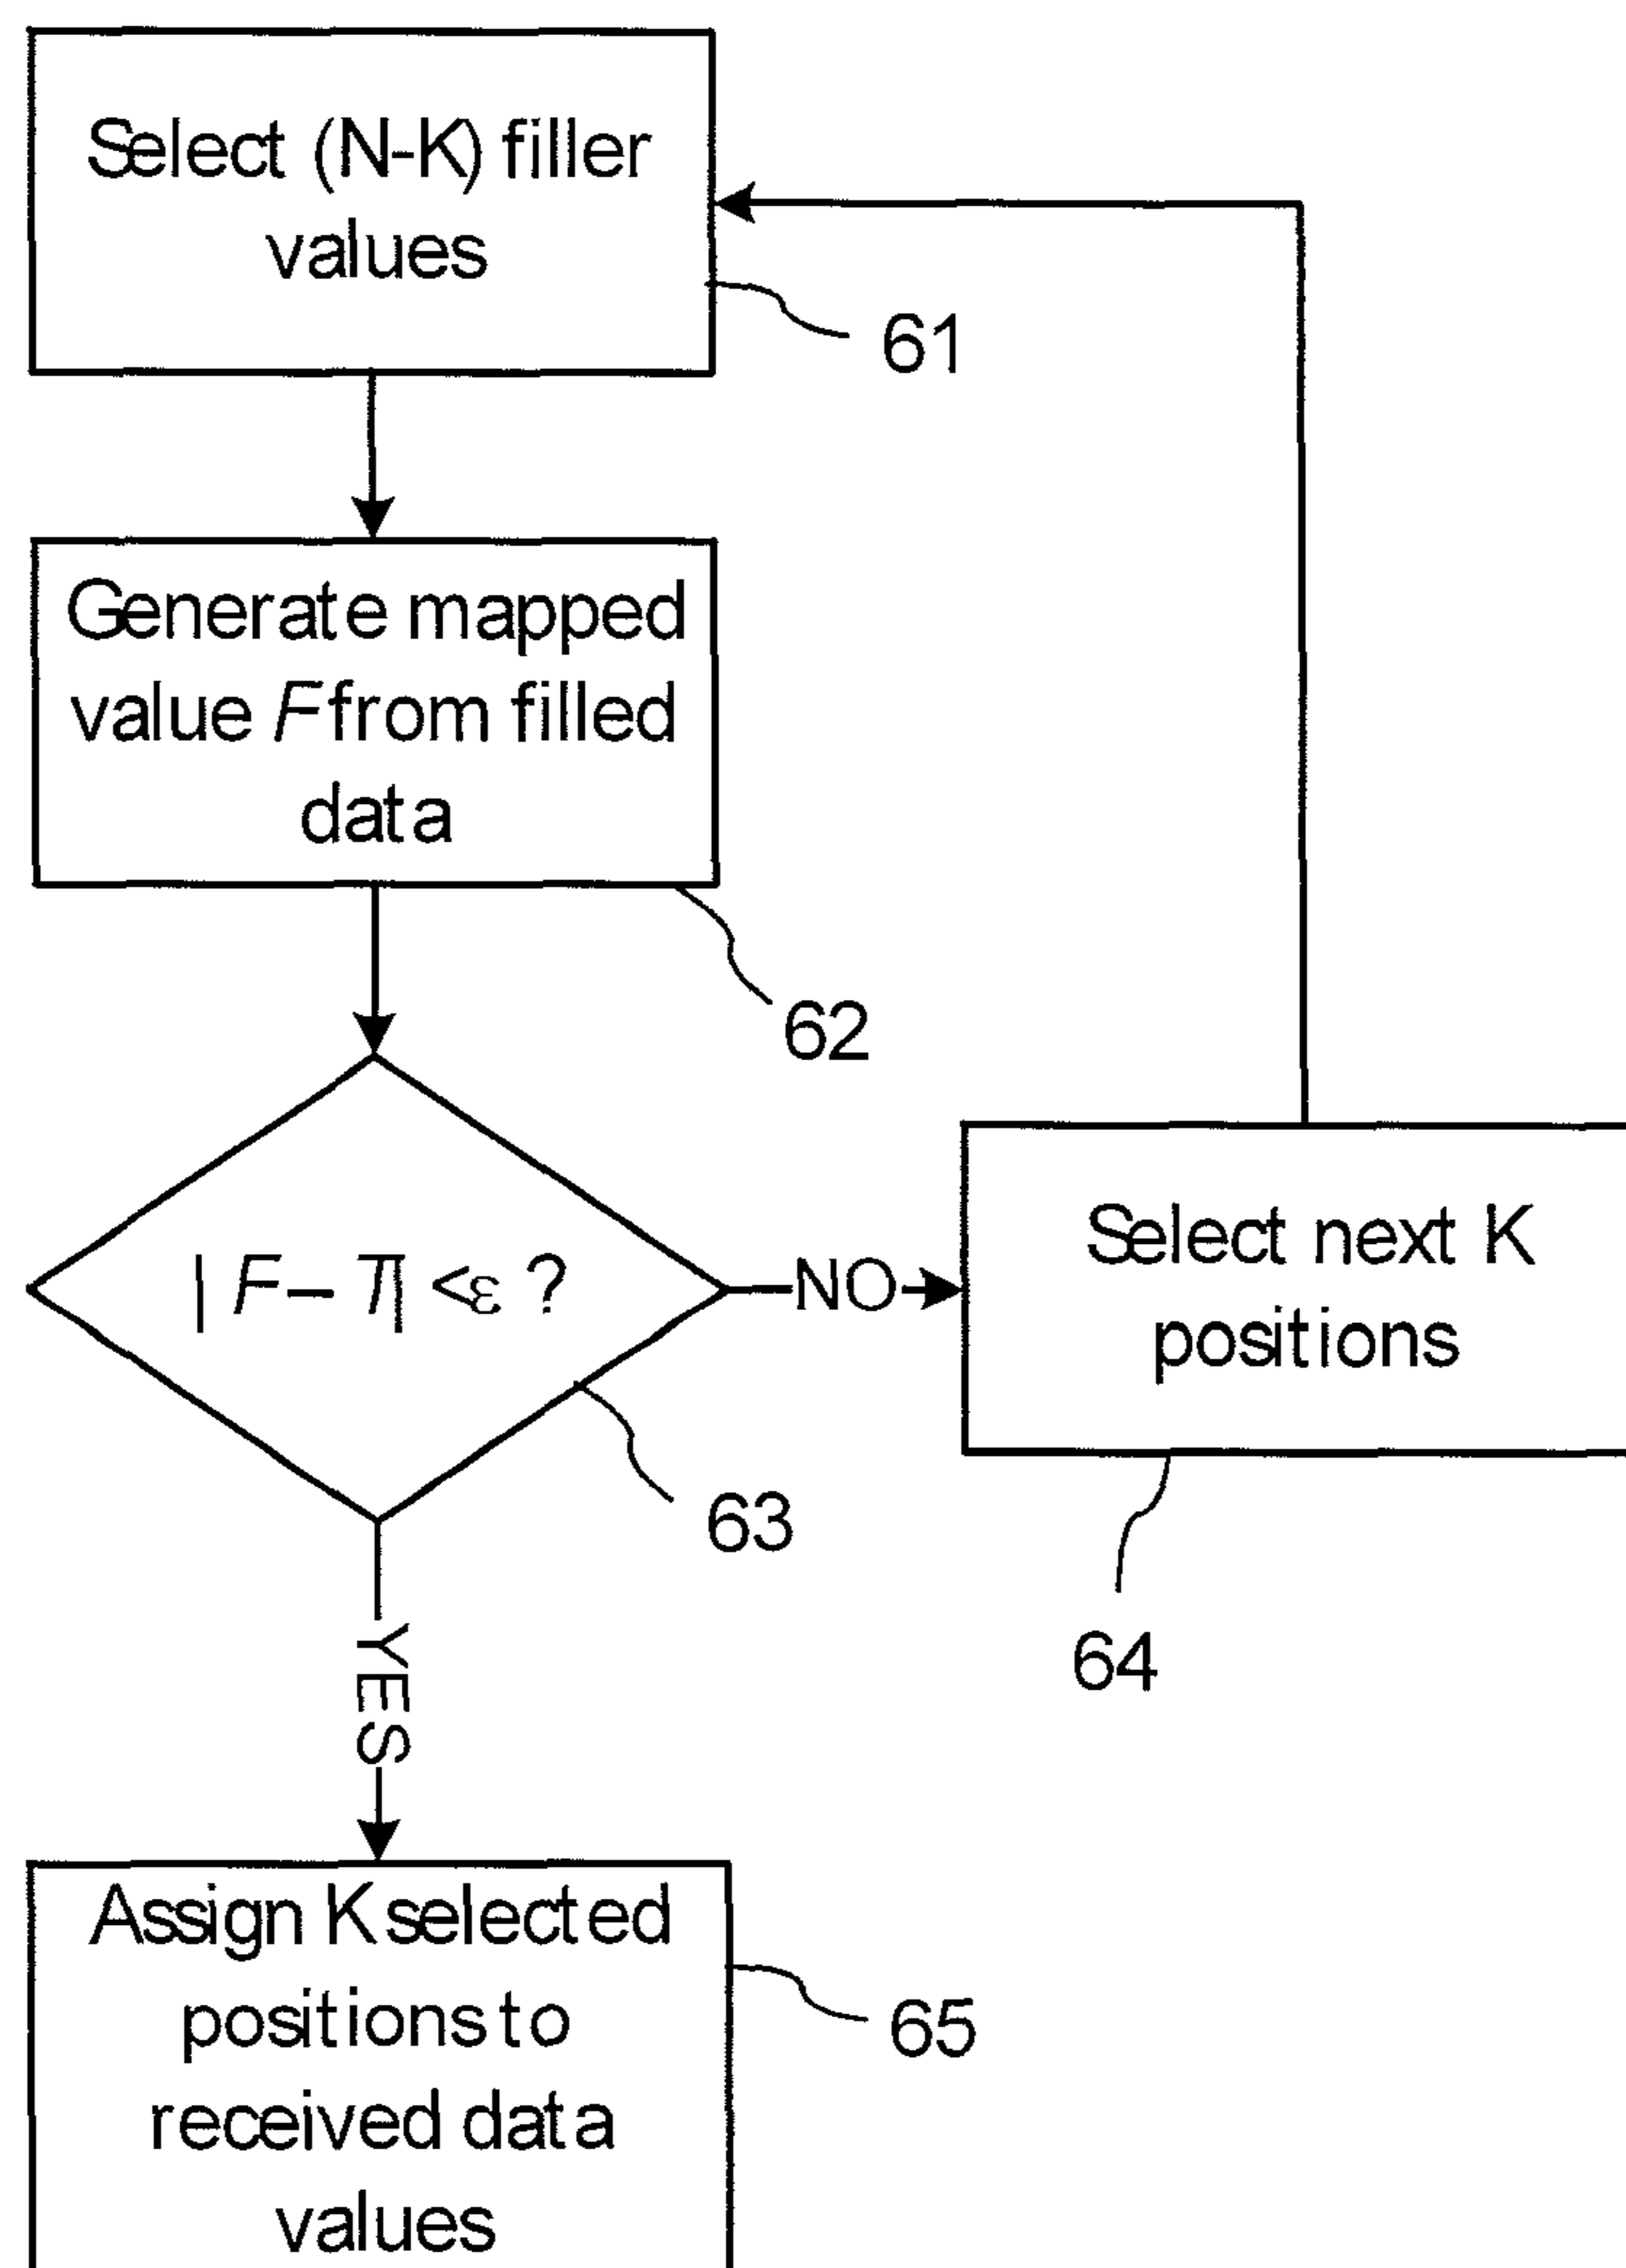 Select (N-K) filler
values
61
Generate mapped
value F from filled
data
62
| F – T| <ε ?
NO
Select next K
positions
63
64
YES
Assign K selected
positions to
received data
values
65